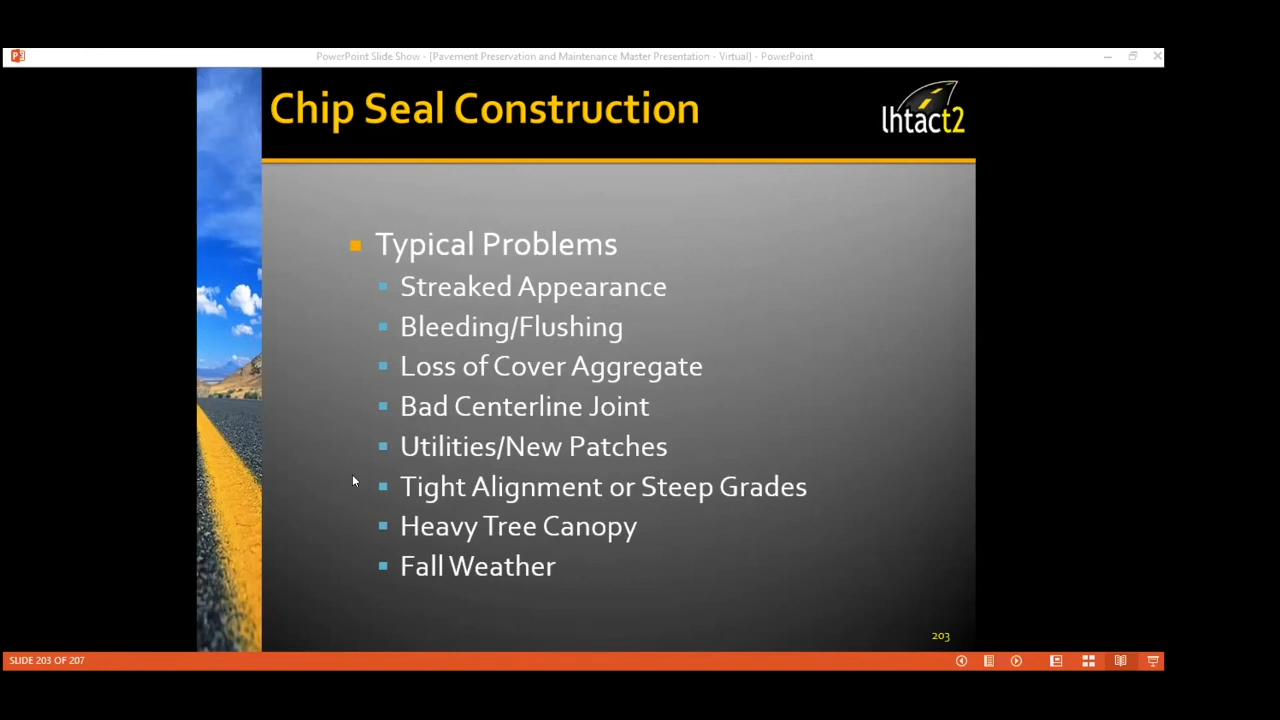 PowerPoint Slide Show - [Pavement Preservation and Maintenance Master Presentation - Virtual] - PowerPoint
Chip Seal Construction
lhtact2
Typical Problems
Streaked Appearance
Bleeding/Flushing
Loss of Cover Aggregate
Bad Centerline Joint
Utilities/New Patches
Tight Alignment or Steep Grades
Heavy Tree Canopy
Fall Weather
203
SLIDE 203 OF 207